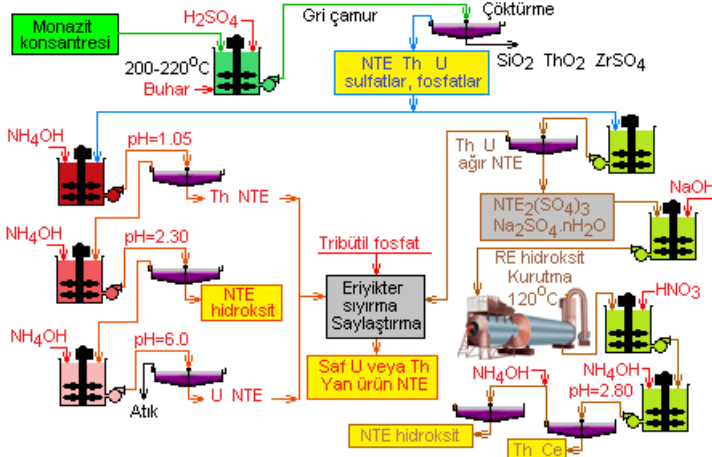 Monazit
konsantresi
H2SO4
Gri çamur
Çöktürme
200-220°C
Buhar
SiO2 ThO2 ZrSO4
NTE Th U
sulfatlar, fosfatlar
NH4OH
pH=1.05
Th NTE
Th U
ağır NTE
NTE2(SO4)3
Na2SO4.nH2O
NaOH
NH4OH
pH=2.30
NTE
hidroksit
Tribütil fosfat
Eriyikter
sıyırma
Saylaştırma
RE hidroksit
Kurutma
120°C
HNO3
NH4OH
pH=6.0
Atık
U NTE
Saf U veya Th
Yan ürün NTE
NH4OH
NH4OH
pH=2.80
NTE hidroksit
Th Ce